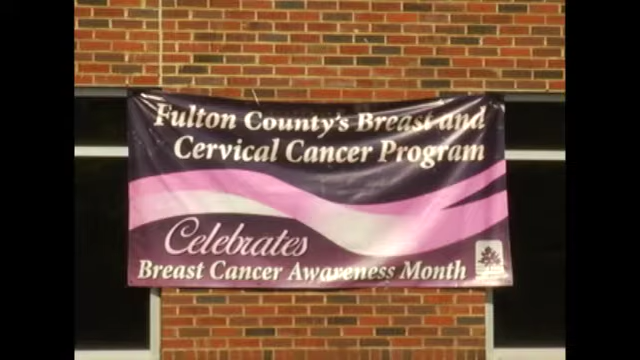 Fulton County's Breast and
Cervical Cancer Program
Celebrates
Breast Cancer Awareness Month